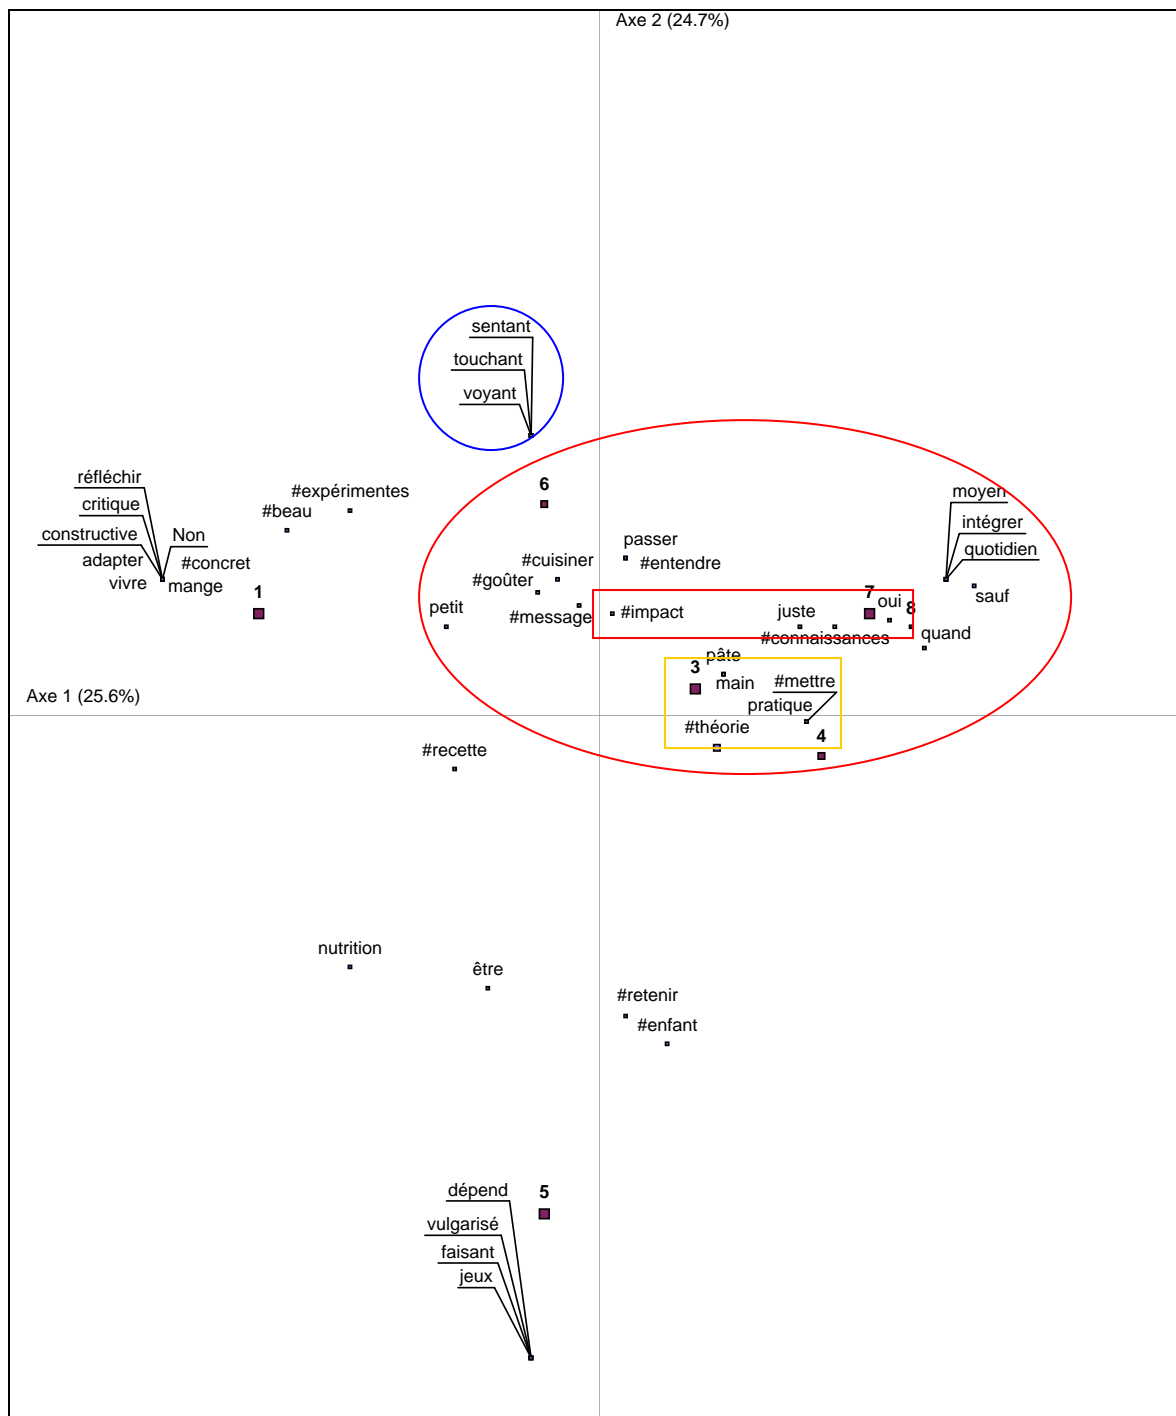 Axe 2 (24.7%)
sentant
touchant
voyant
réfléchir
critique
constructive
Non
adapter
#concret
vivre
mange
#expérimentes
#beau
1
6
passer
#entendre
#cuisiner
#goûter
petit
#message
#impact
juste
7
oui
8
#connaissances
quand
moyen
intégrer
quotidien
sauf
pâte
3
main
#mettre
pratique
#théorie
4
Axe 1 (25.6%)
#recette
nutrition
être
#retenir
#enfant
5
dépend
vulgarisé
faisant
jeux